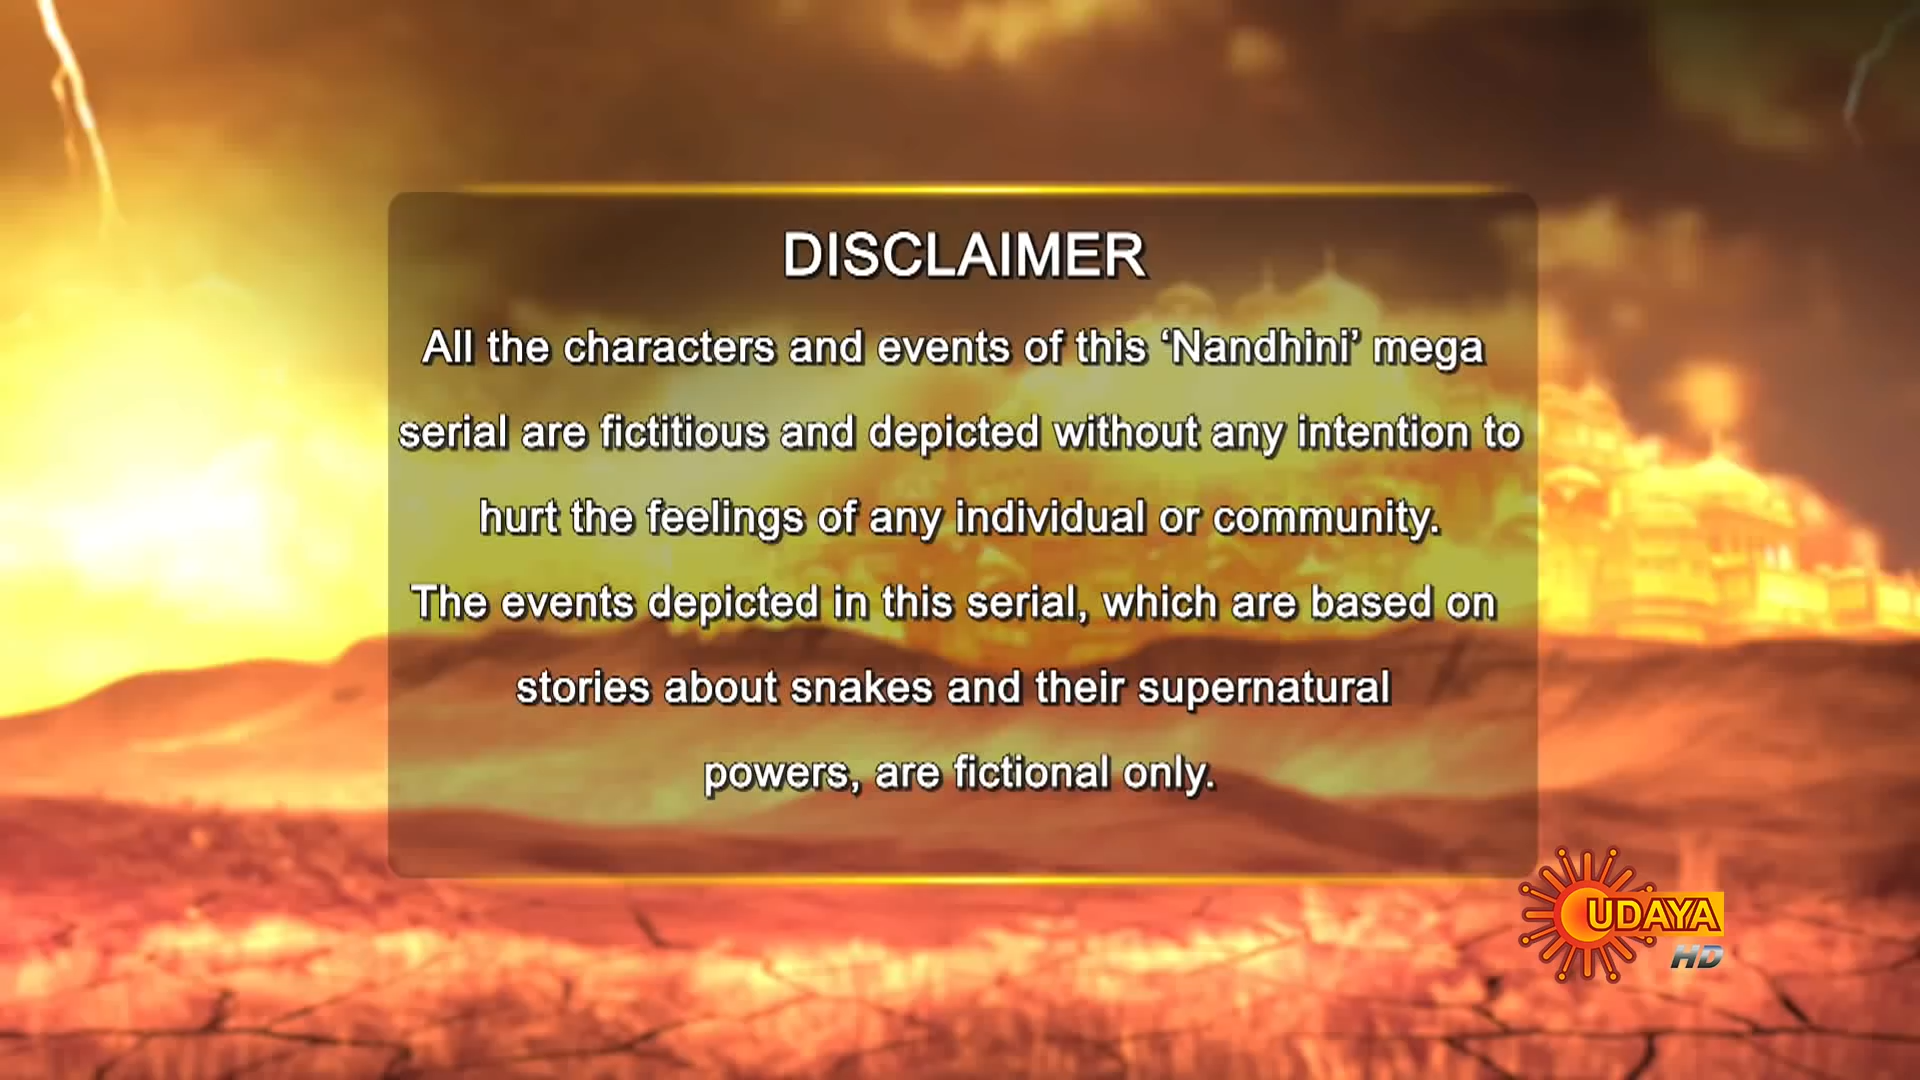 DISCLAIMER
All the characters and events of this ‘Nandhini’ mega
serial are fictitious and depicted without any intention to
hurt the feelings of any individual or community.
The events depicted in this serial, which are based on
stories about snakes and their supernatural
powers, are fictional only.
UDAYA
HD